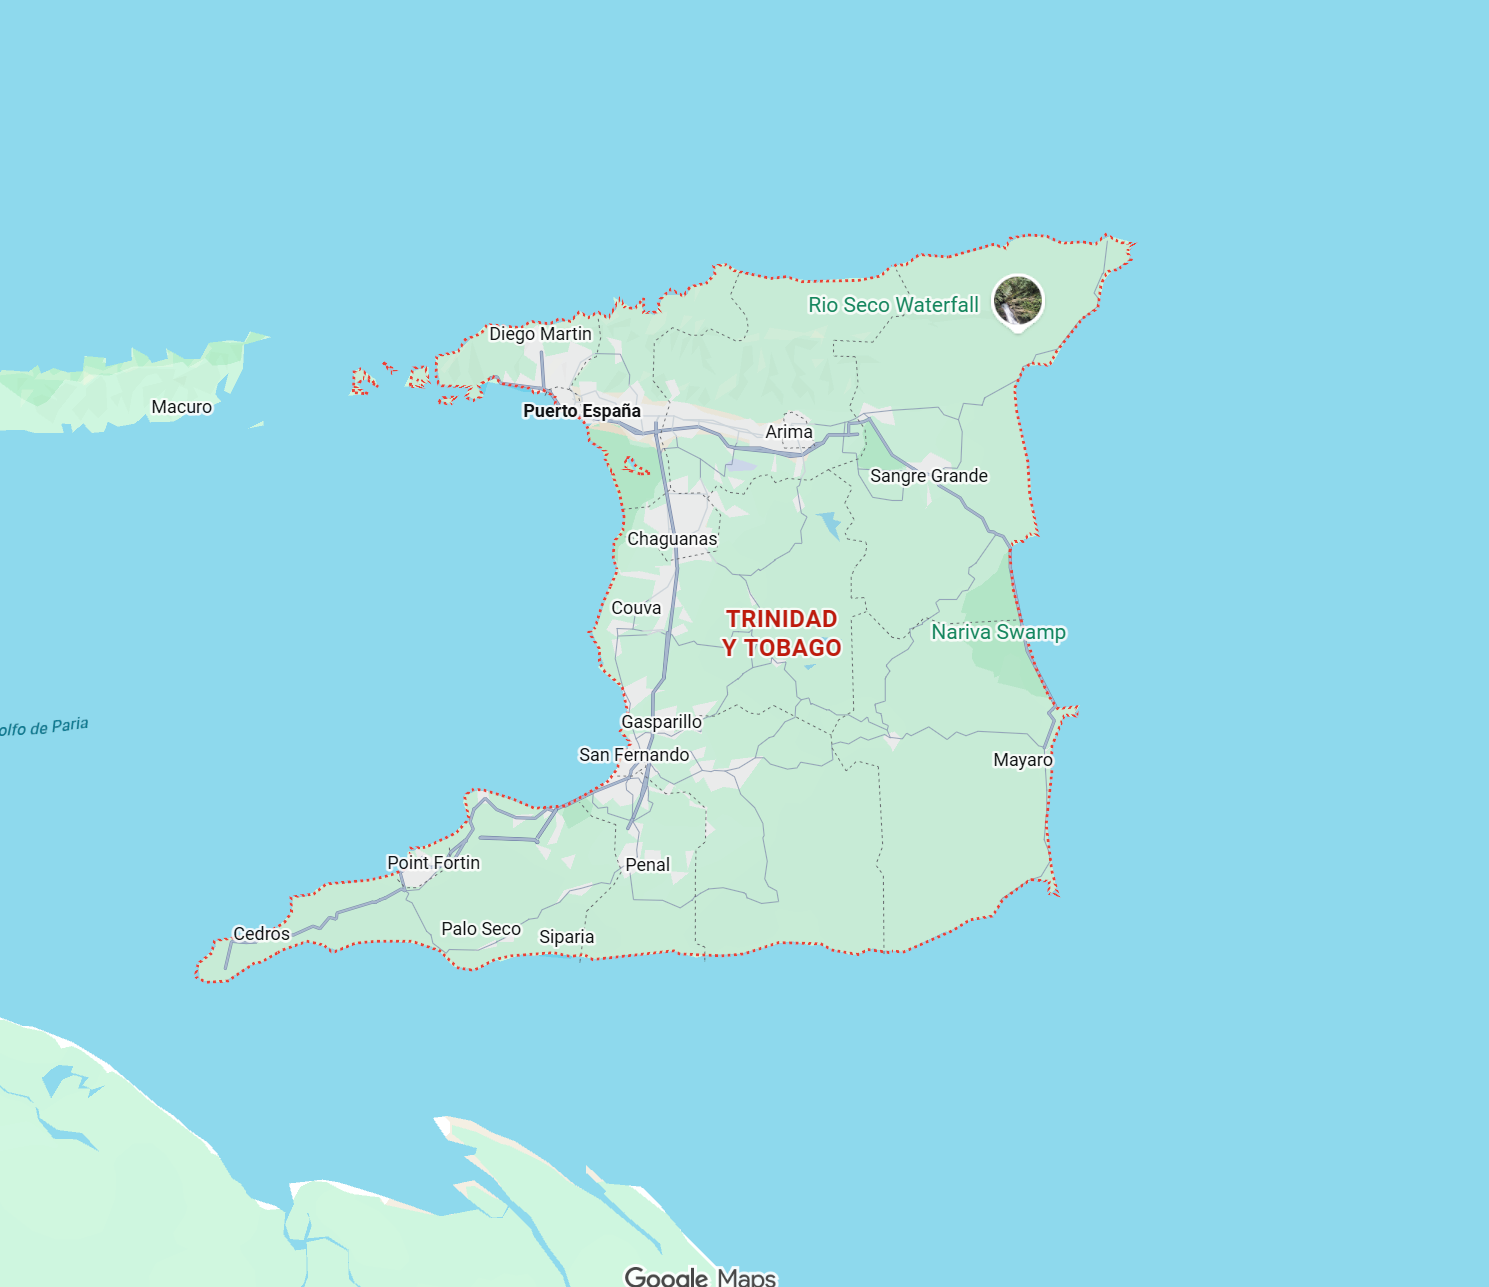 Rio Seco Waterfall
Diego Martin
Macuro
Puerto España
Arima
Sangre Grande
Chaguanas
Couva
TRINIDAD
Y TOBAGO
Nariva Swamp
olfo de Paria
Gasparillo
San Fernando
Mayaro
Point Fortin
Penal
Palo Seco
Cedros
Siparia
Google Maps